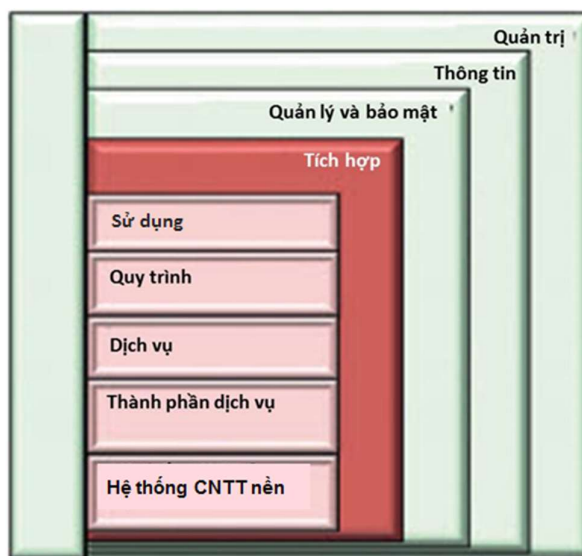 Quản trị
Thông tin
Quản lý và bảo mật
Tích hợp
Sử dụng
Quy trình
Dịch vụ
Thành phần dịch vụ
Hệ thống CNTT nền